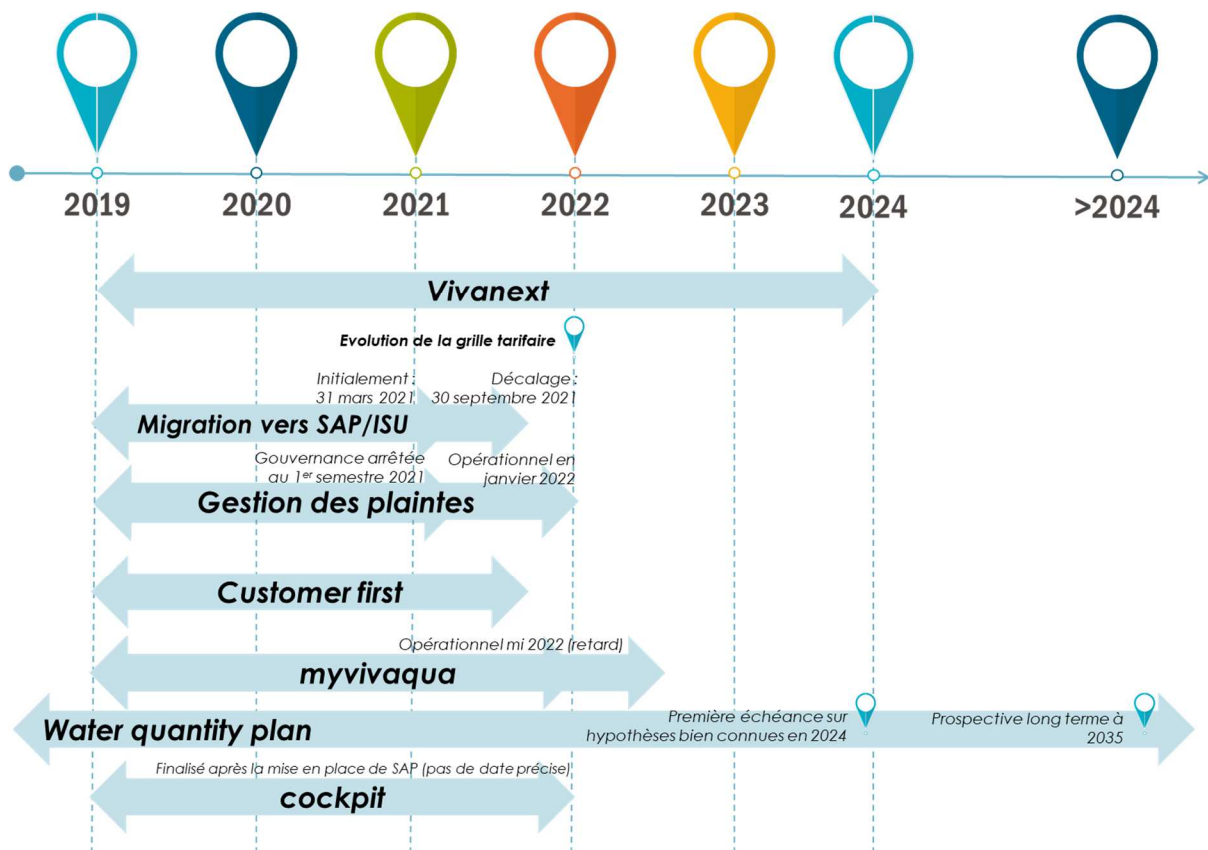 2019 2020 2021 2022 2023 2024 >2024
Vivanext
Evolution de la grille tarifaire
Initialement :
31 mars 2021
Décalage :
30 septembre 2021
Migration vers SAP/ISU
Gouvernance arrêtée
au 1er semestre 2021
Opérationnel en
janvier 2022
Gestion des plaintes
Customer first
Opérationnel mi 2022 (retard)
myvivaqua
Water quantity plan
Première échéance sur
hypothèses bien connues en 2024
Prospective long terme à
2035
Finalisé après la mise en place de SAP (pas de date précise)
cockpit